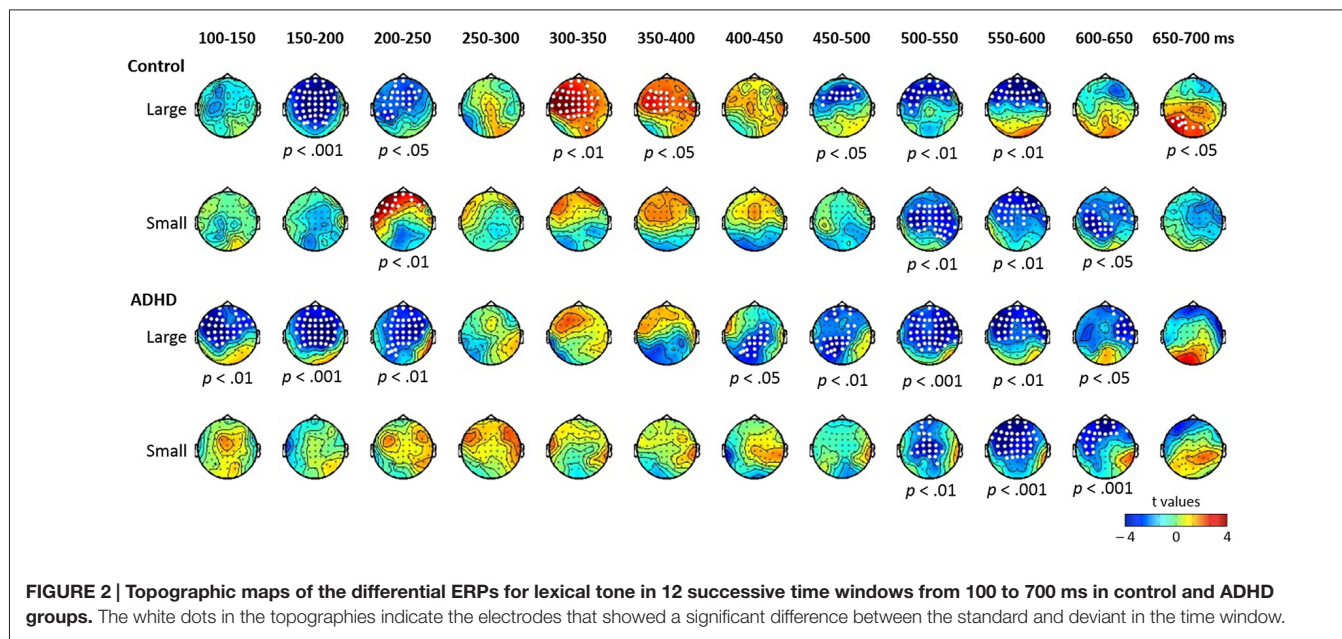 100-150 150-200 200-250 250-300 300-350 350-400 400-450 450-500 500-550 550-600 600-650 650-700 ms
Control
Large
p < .001 p < .05 p < .01 p < .05 p < .05 p < .01 p < .01 p < .05
Small
p < .01 p < .01 p < .01 p < .05
ADHD
Large
p < .01 p < .001 p < .01 p < .05 p < .01 p < .001 p < .01 p < .05
Small
p < .01 p < .001 p < .001
t values
−4 0 4
FIGURE 2 | Topographic maps of the differential ERPs for lexical tone in 12 successive time windows from 100 to 700 ms in control and ADHD
groups. The white dots in the topographies indicate the electrodes that showed a significant difference between the standard and deviant in the time window.